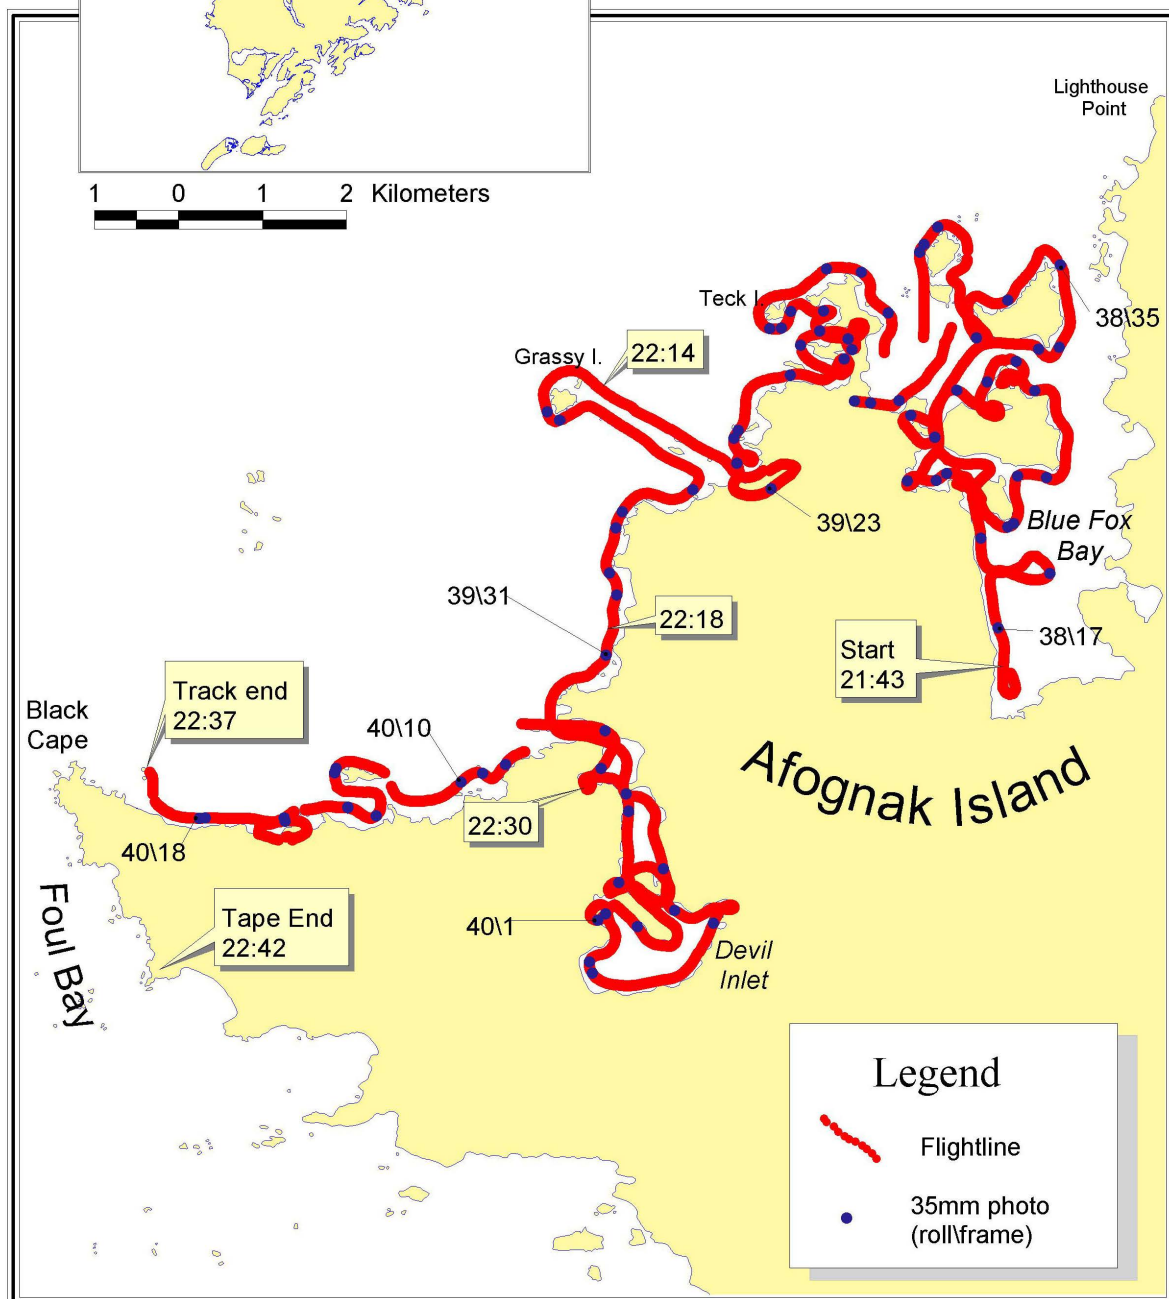 Lighthouse
Point
1 0 1 2 Kilometers
Teck I.
38\35
Grassy I.
22:14
39\23
Blue Fox
Bay
39\31
22:18
38\17
Start
21:43
Track end
22:37
Black
Cape
40\10
Afognak Island
22:30
40\18
Foul Bay
Tape End
22:42
40\1
Devil
Inlet
Legend
Flightline
35mm photo
(roll\frame)